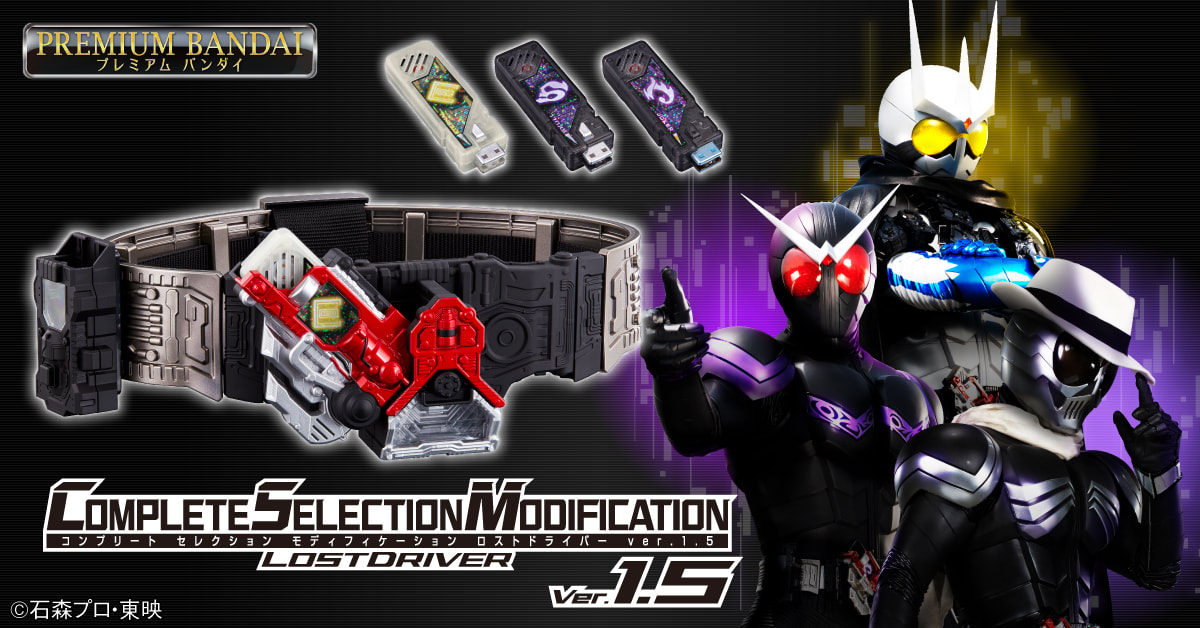 PREMIUM BANDAI
プレミアム バンダイ
COMPLETE SELECTION MODIFICATION
コンプリート セレクション モディフィケーション ロストドライバー ver.1.5
LOSTDRIVER
Ver.1.5
©石森プロ・東映